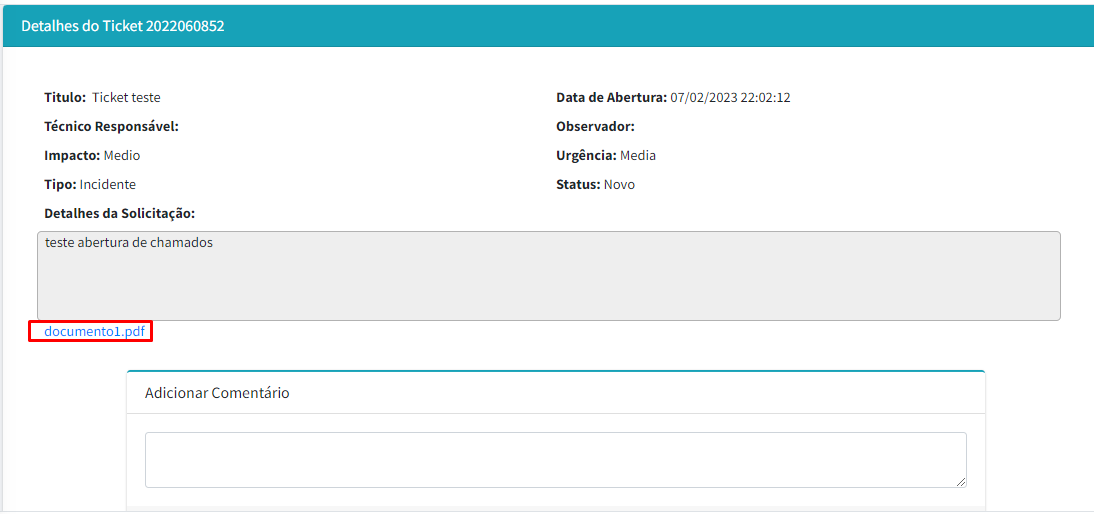 Detalhes do Ticket 2022060852
Titulo: Ticket teste
Data de Abertura: 07/02/2023 22:02:12
Técnico Responsável:
Observador:
Impacto: Medio
Urgência: Media
Tipo: Incidente
Status: Novo
Detalhes da Solicitação:
teste abertura de chamados
documento1.pdf
Adicionar Comentário